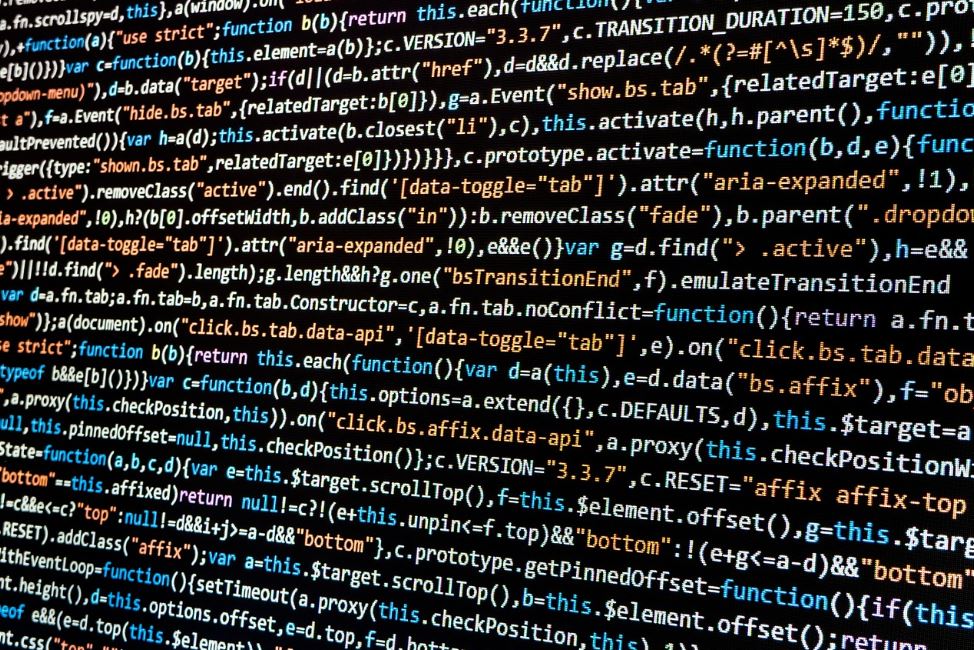 a.fn.scrollspy=d,this},a(window).on(
),+function(a){"use strict";function b(b){return this.each(function(){
e[b]()})}var c=function(b){this.element=a(b)};c.VERSION="3.3.7",c.TRANSITION_DURATION=150,c.pro
opdown-menu)"),d=b.data("target");if(d||(d=b.attr("href"),d=d&&d.replace(/.*(?=#[^\s]*$)/,"")),
t a"),f=a.Event("hide.bs.tab",{relatedTarget:b[0]}),g=a.Event("show.bs.tab",{relatedTarget:e[0]
aultPrevented()){var h=a(d);this.activate(b.closest("li"),c),this.activate(h,h.parent(),functio
rigger({type:"shown.bs.tab",relatedTarget:e[0]})})}}},c.prototype.activate=function(b,d,e){func
> .active").removeClass("active").end().find('[data-toggle="tab"]').attr("aria-expanded",!1),
ia-expanded",!0),h?(b[0].offsetWidth,b.addClass("in")):b.removeClass("fade"),b.parent(".dropdow
).find('[data-toggle="tab"]').attr("aria-expanded",!0),e&&e()}var g=d.find("> .active"),h=e&&
e")||!!d.find("> .fade").length);g.length&&h?g.one("bsTransitionEnd",f).emulateTransitionEnd
var d=a.fn.tab;a.fn.tab=b,a.fn.tab.Constructor=c,a.fn.tab.noConflict=function(){return a.fn.t
show")};a(document).on("click.bs.tab.data-api",'[data-toggle="tab"]',e).on("click.bs.tab.data
se strict";function b(b){return this.each(function(){var d=a(this),e=d.data("bs.affix"),f="ob
typeof b&&e[b]()})}var c=function(b,d){this.options=a.extend({},c.DEFAULTS,d),this.$target=a
",a.proxy(this.checkPosition,this)).on("click.bs.affix.data-api",a.proxy(this.checkPositionWi
ull,this.pinnedOffset=null,this.checkPosition()};c.VERSION="3.3.7",c.RESET="affix affix-top
State=function(a,b,c,d){var e=this.$target.scrollTop(),f=this.$element.offset(),g=this.$targ
"bottom"==this.affixed)return null!=c?!(e+this.unpin<=f.top)&&"bottom":!(e+g<=a-d)&&"bottom"
!=c&&e<=c?"top":null!=d&&i+j>=a-d&&"bottom"},c.prototype.getPinnedOffset=function(){if(this
.RESET).addClass("affix");var a=this.$target.scrollTop(),b=this.$element.offset();return
ithEventLoop=function(){setTimeout(a.proxy(this.checkPosition,this),1)}
nt.height(),d=this.options.offset,e=d.top,f=d.bottom
eof e&&(e=d.top(this.$element))
nt.css("top"